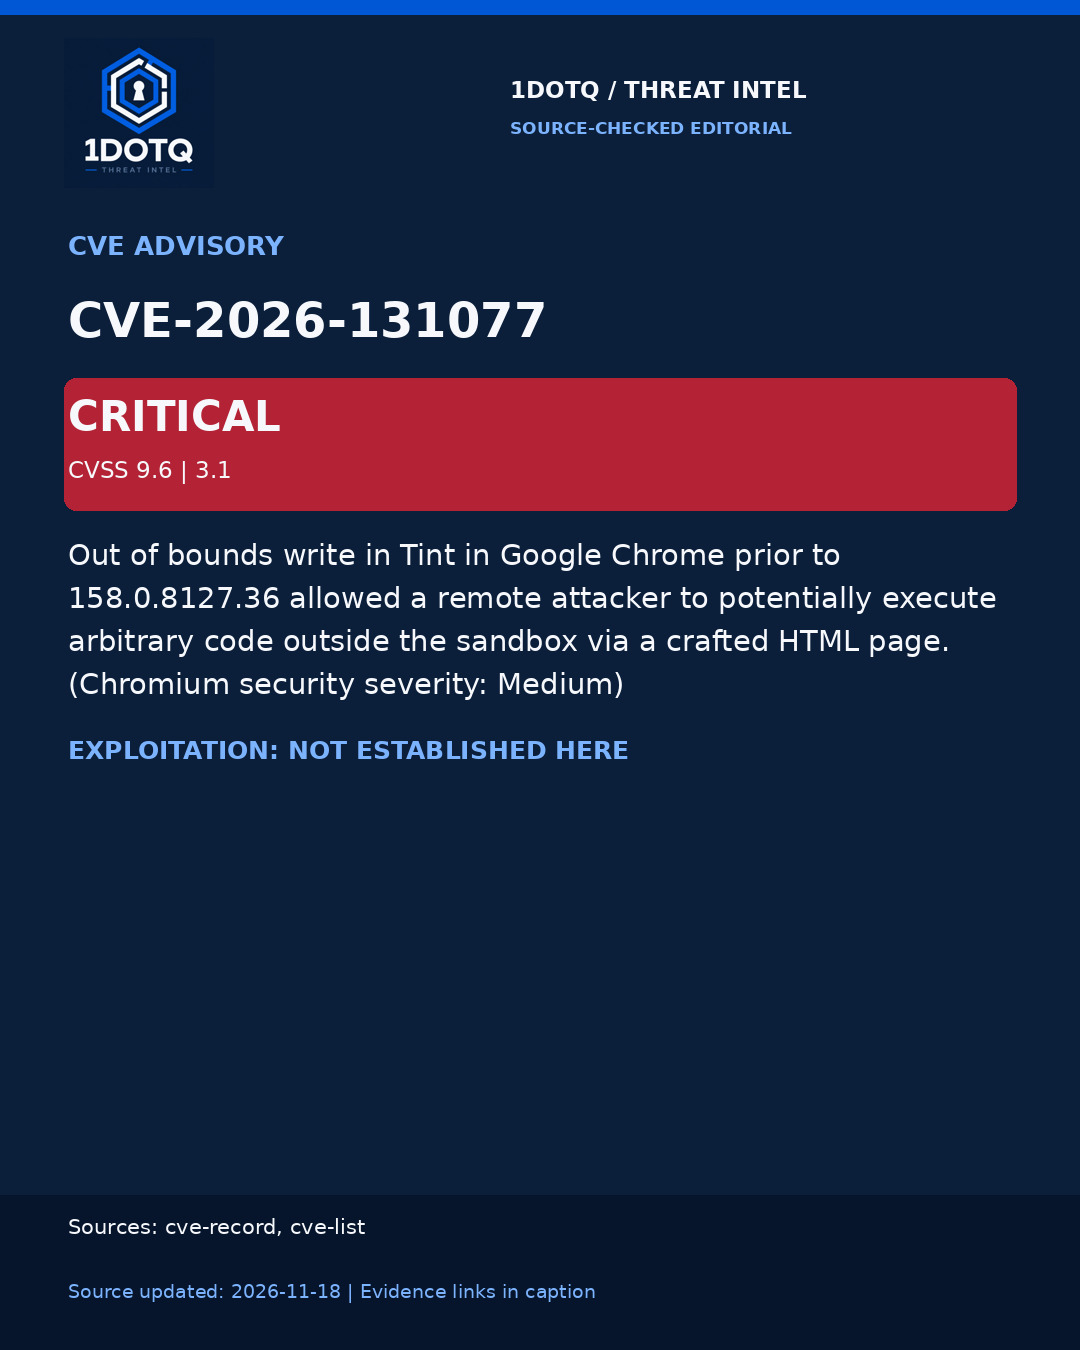 1DOTQ
THREAT INTEL
1DOTQ / THREAT INTEL
SOURCE-CHECKED EDITORIAL
CVE ADVISORY
CVE-2026-131077
CRITICAL
CVSS 9.6 | 3.1
Out of bounds write in Tint in Google Chrome prior to
158.0.8127.36 allowed a remote attacker to potentially execute
arbitrary code outside the sandbox via a crafted HTML page.
(Chromium security severity: Medium)
EXPLOITATION: NOT ESTABLISHED HERE
Sources: cve-record, cve-list
Source updated: 2026-11-18 | Evidence links in caption